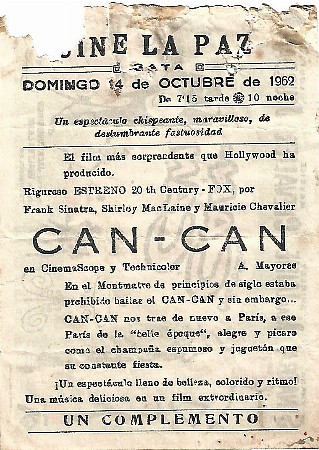 CINE LA PAZ
GATA
DOMINGO 14 de OCTUBRE de 1962
De 7'15 tarde 10 noche
Un espectáculo chispeante, maravilloso, de
deslumbrante fastuosidad
El film más sorprendente que Hollywood ha
producido.
Riguroso ESTRENO 20 th Century - FOX, por
Frank Sinatra, Shirley MacLaine y Mauricie Chevalier
CAN - CAN
en CinemaScope y Technicolor A. Mayores
En el Montmatre de principios de siglo estaba
prohibido bailar el CAN-CAN y sin embargo...
CAN-CAN nos trae de nuevo a París, a ese
París de la "belle époque", alegre y pícaro
como el champaña espumoso y juguetón que
su constante fiesta.
¡Un espectáculo lleno de belleza, colorido y ritmo!
Una música deliciosa en un film extrordinario.
UN COMPLEMENTO